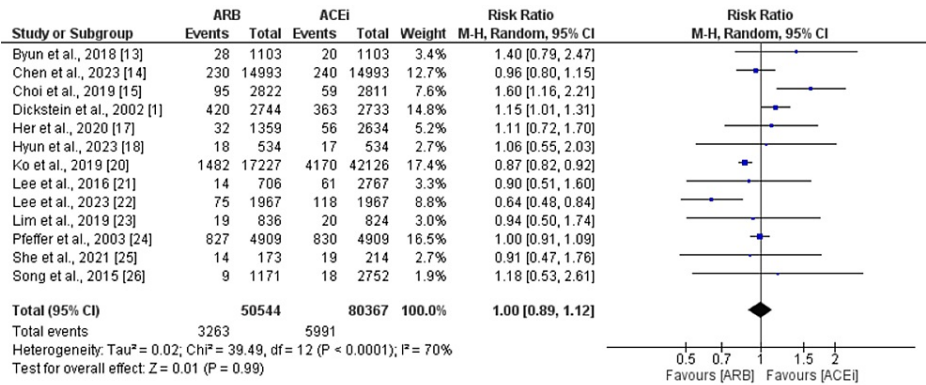 ARB ACEi Risk Ratio Risk Ratio
Study or Subgroup Events Total Events Total Weight M-H, Random, 95% CI M-H, Random, 95% CI
Byun et al., 2018 [13] 28 1103 20 1103 3.4% 1.40 [0.79, 2.47]
Chen et al., 2023 [14] 230 14993 240 14993 12.7% 0.96 [0.80, 1.15]
Choi et al., 2019 [15] 95 2822 59 2811 7.6% 1.60 [1.16, 2.21]
Dickstein et al., 2002 [1] 420 2744 363 2733 14.8% 1.15 [1.01, 1.31]
Her et al., 2020 [17] 32 1359 56 2634 5.2% 1.11 [0.72, 1.70]
Hyun et al., 2023 [18] 18 534 17 534 2.7% 1.06 [0.55, 2.03]
Ko et al., 2019 [20] 1482 17227 4170 42126 17.4% 0.87 [0.82, 0.92]
Lee et al., 2016 [21] 14 706 61 2767 3.3% 0.90 [0.51, 1.60]
Lee et al., 2023 [22] 75 1967 118 1967 8.8% 0.64 [0.48, 0.84]
Lim et al., 2019 [23] 19 836 20 824 2.9% 0.94 [0.50, 1.74]
Pfeffer et al., 2003 [24] 827 4909 830 4909 16.5% 1.00 [0.91, 1.09]
She et al., 2021 [25] 14 173 19 214 2.7% 0.91 [0.47, 1.76]
Song et al., 2015 [26] 9 1171 18 2752 1.9% 1.18 [0.53, 2.61]
Total (95% CI) 50544 80367 100.0% 1.00 [0.89, 1.12]
Total events 3263 5991
Heterogeneity: Tau² = 0.02; Chi² = 39.49, df = 12 (P < 0.0001); I² = 70%
Test for overall effect: Z = 0.01 (P = 0.99)
0.5 0.7 1 1.5 2
Favours [ARB] Favours [ACEi]